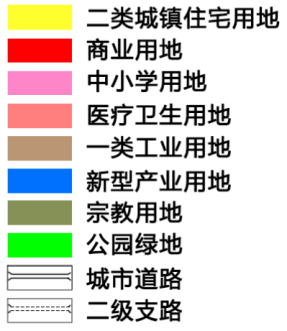 二类城镇住宅用地
商业用地
中小学用地
医疗卫生用地
一类工业用地
新型产业用地
宗教用地
公园绿地
城市道路
二级支路